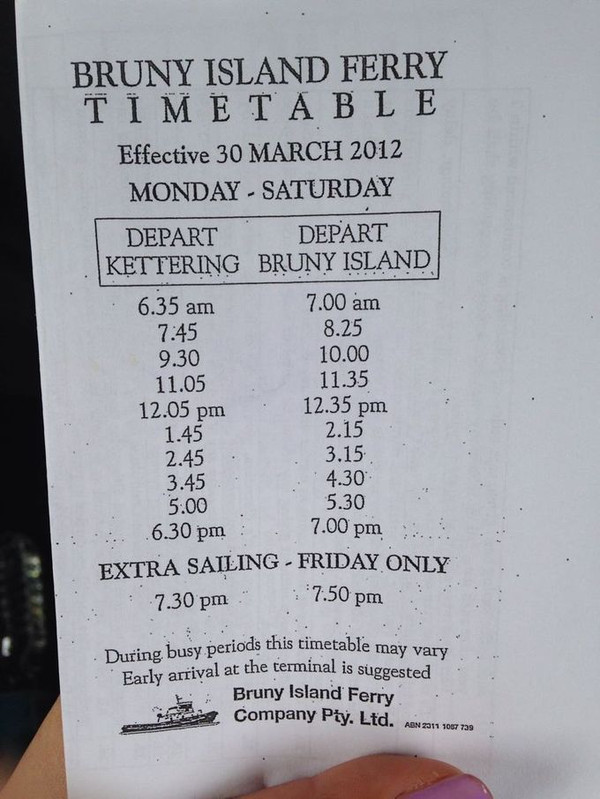 BRUNY ISLAND FERRY
TIMETABLE
Effective 30 MARCH 2012
MONDAY - SATURDAY
DEPART DEPART
KETTERING BRUNY ISLAND
6.35 am 7.00 am
7.45 8.25
9.30 10.00
11.05 11.35
12.05 pm 12.35 pm
1.45 2.15
2.45 3.15
3.45 4.30
5.00 5.30
6.30 pm 7.00 pm
EXTRA SAILING - FRIDAY ONLY
7.30 pm 7.50 pm
During busy periods this timetable may vary
Early arrival at the terminal is suggested
Bruny Island Ferry
Company Pty. Ltd. ABN 2311 1087 739